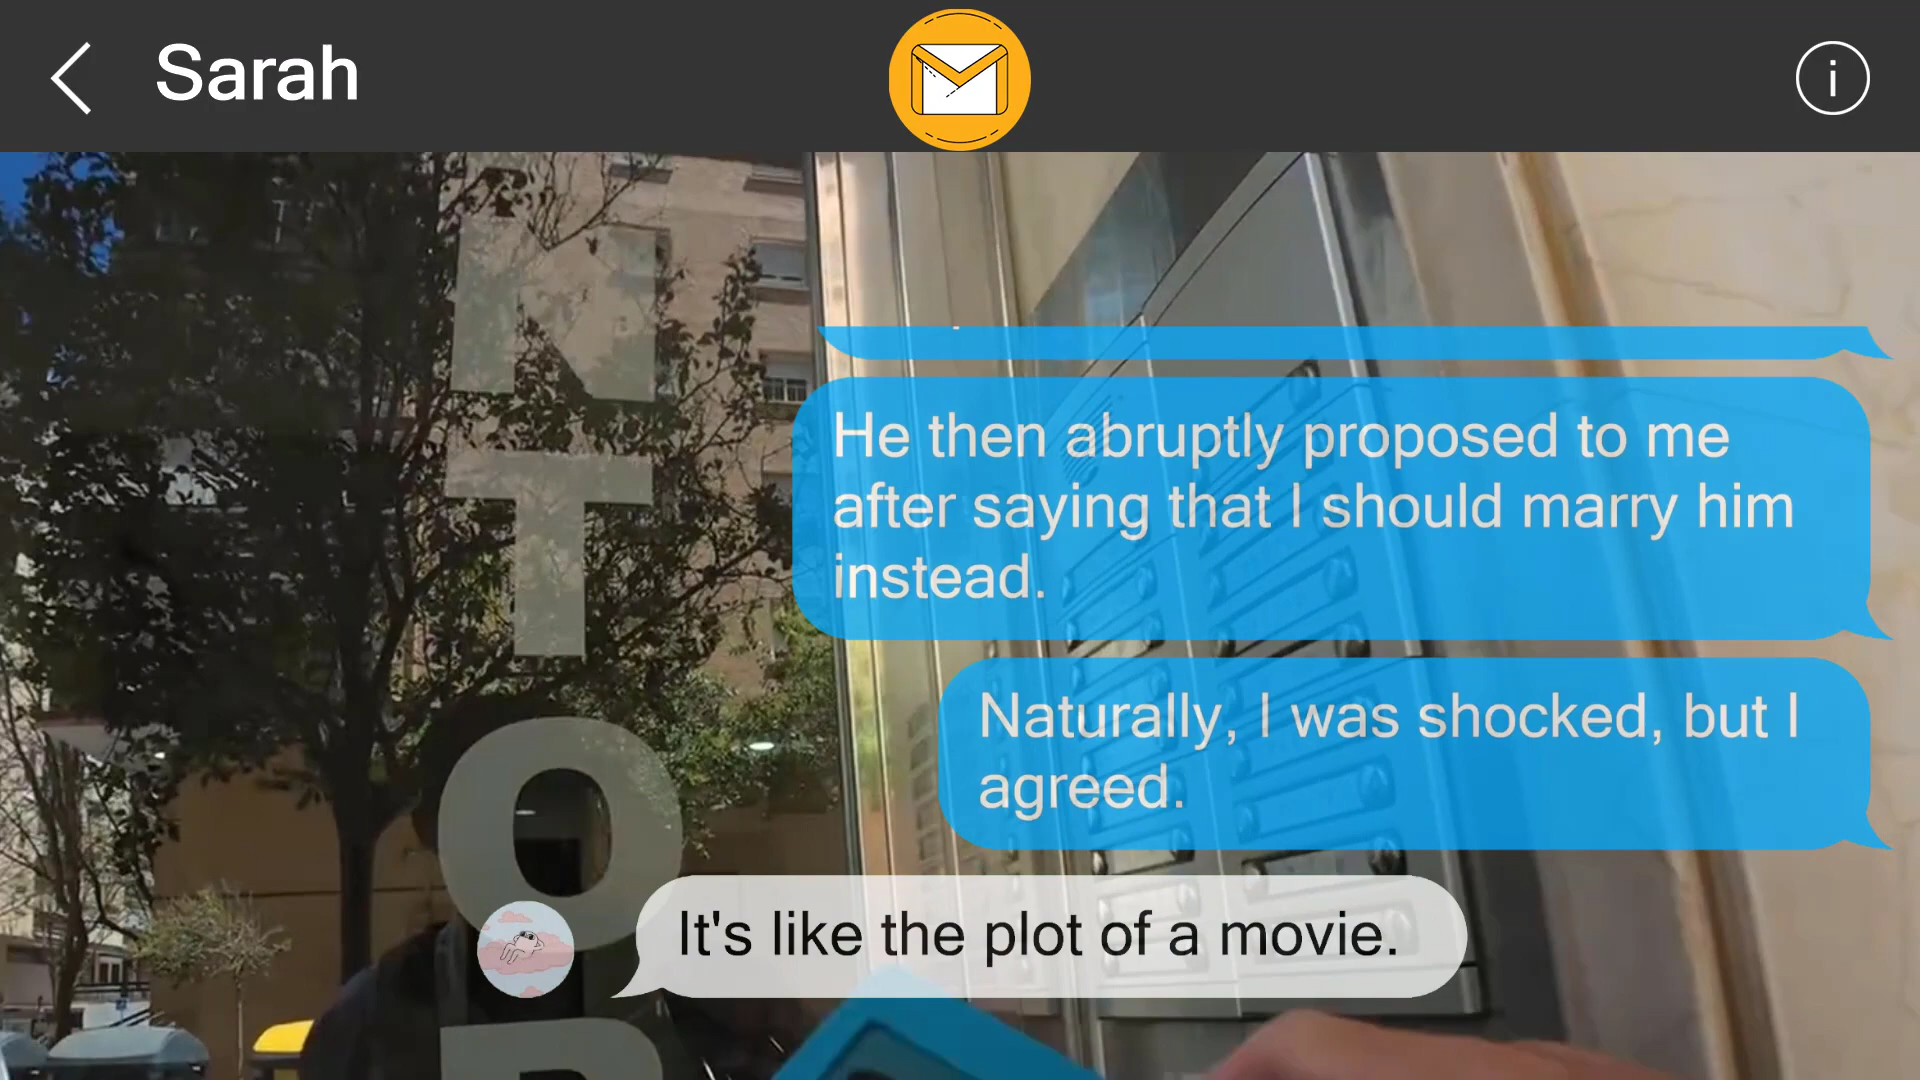 Sarah
i
He then abruptly proposed to me
after saying that I should marry him
instead.
Naturally, I was shocked, but I
agreed.
It's like the plot of a movie.
N
T
O